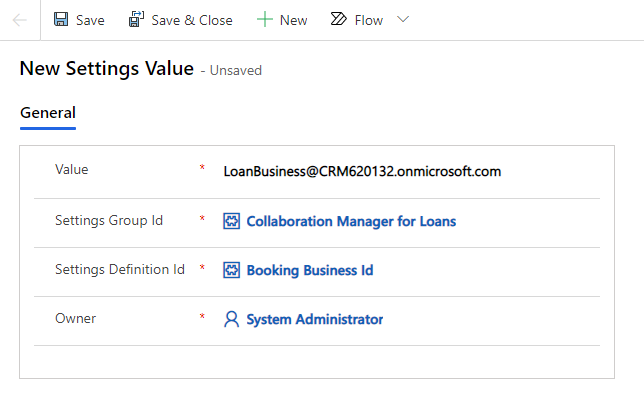 Save Save & Close New Flow
New Settings Value - Unsaved
General
Value * LoanBusiness@CRM620132.onmicrosoft.com
Settings Group Id * Collaboration Manager for Loans
Settings Definition Id * Booking Business Id
Owner * System Administrator